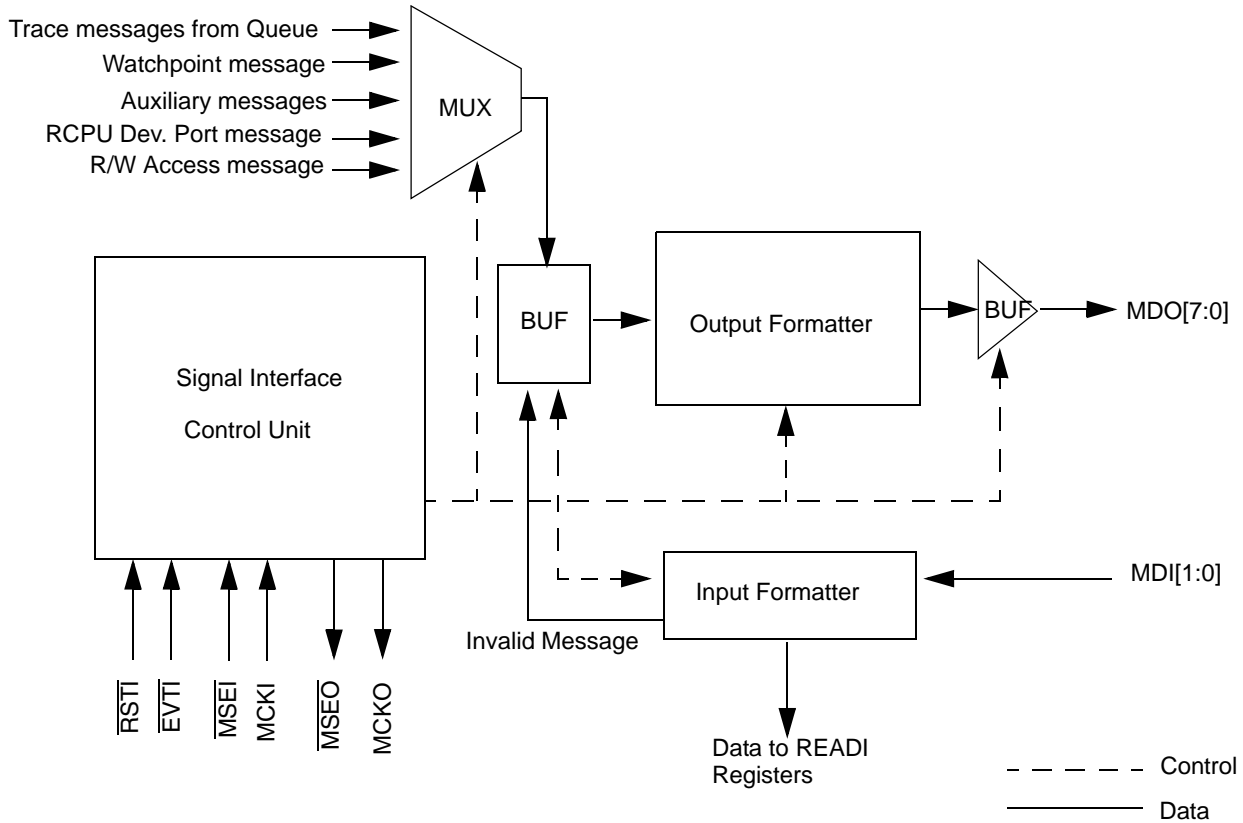 Trace messages from Queue
Watchpoint message
Auxiliary messages
RCPU Dev. Port message
R/W Access message
MUX
BUF
Output Formatter
BUF
MDO[7:0]
Signal Interface
Control Unit
Input Formatter
MDI[1:0]
Invalid Message
RSTI
EVTI
MSEI
MCKI
MSEO
MCKO
Data to READI
Registers
Control
Data